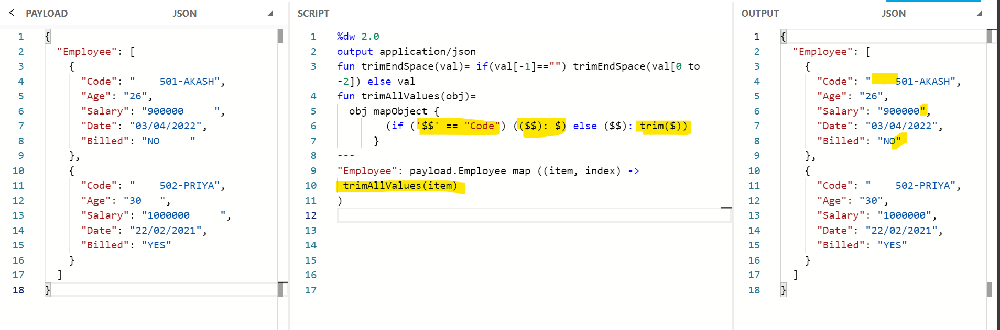 PAYLOAD JSON
1 {
2 "Employee": [
3 {
4 "Code": "    501-AKASH",
5 "Age": "26",
6 "Salary": "900000     ",
7 "Date": "03/04/2022",
8 "Billed": "NO     "
9 },
10 {
11 "Code": "    502-PRIYA",
12 "Age": "30   ",
13 "Salary": "1000000     ",
14 "Date": "22/02/2021",
15 "Billed": "YES"
16 }
17 ]
18 }
SCRIPT
1 %dw 2.0
2 output application/json
3 fun trimEndSpace(val)= if(val[-1]=="") trimEndSpace(val[0 to
-2]) else val
4 fun trimAllValues(obj)=
5 obj mapObject {
6 (if ('$$' == "Code") (($$): $) else ($$): trim($))
7 }
8 ---
9 "Employee": payload.Employee map ((item, index) ->
10 trimAllValues(item)
11 )
12
13
14
15
16
17
OUTPUT JSON
1 {
2 "Employee": [
3 {
4 "Code": "    501-AKASH",
5 "Age": "26",
6 "Salary": "900000",
7 "Date": "03/04/2022",
8 "Billed": "NO"
9 },
10 {
11 "Code": "    502-PRIYA",
12 "Age": "30",
13 "Salary": "1000000",
14 "Date": "22/02/2021",
15 "Billed": "YES"
16 }
17 ]
18 }